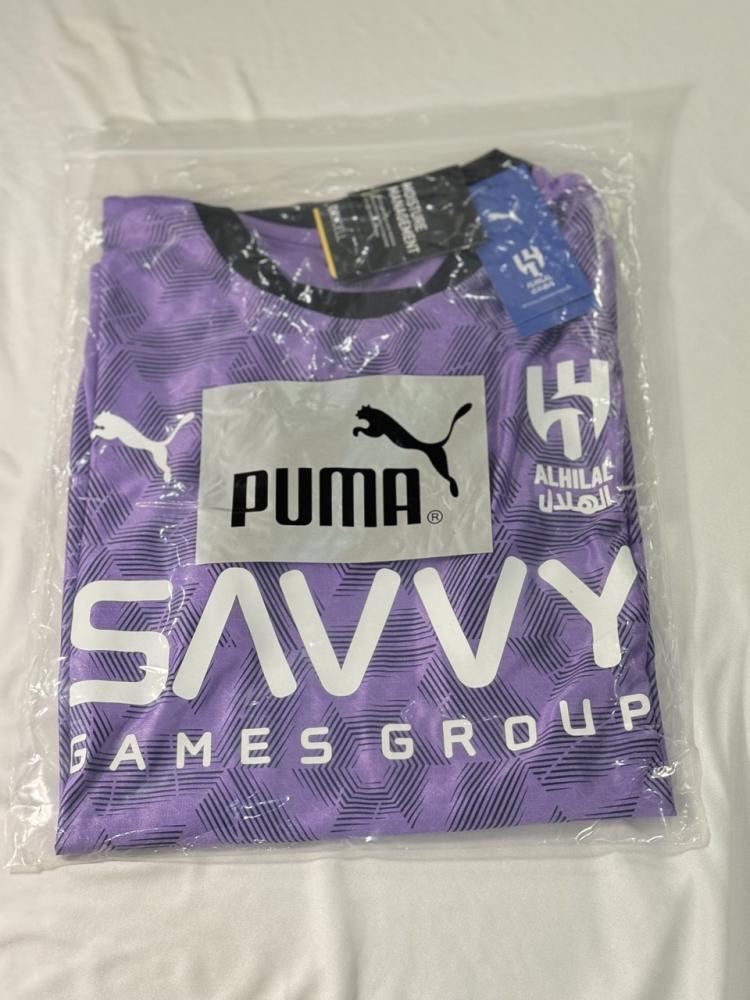 MOISTURE
MANAGEMENT
PUMA®
ALHILAL
الهلال
SAVVY
GAMES GROUP